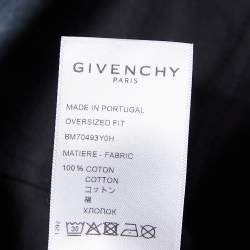 GIVENCHY
PARIS
MADE IN PORTUGAL
OVERSIZED FIT
BM70493Y0H
MATIERE - FABRIC
100 % COTON
COTTON
コットン
棉
ХЛОПОК